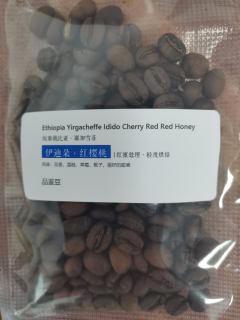 Ethiopia Yirgacheffe Idido Cherry Red Red Honey
埃塞俄比亚 · 耶加雪菲
伊迪朵 · 红樱桃 | 红蜜处理 · 轻度烘焙
品鉴豆